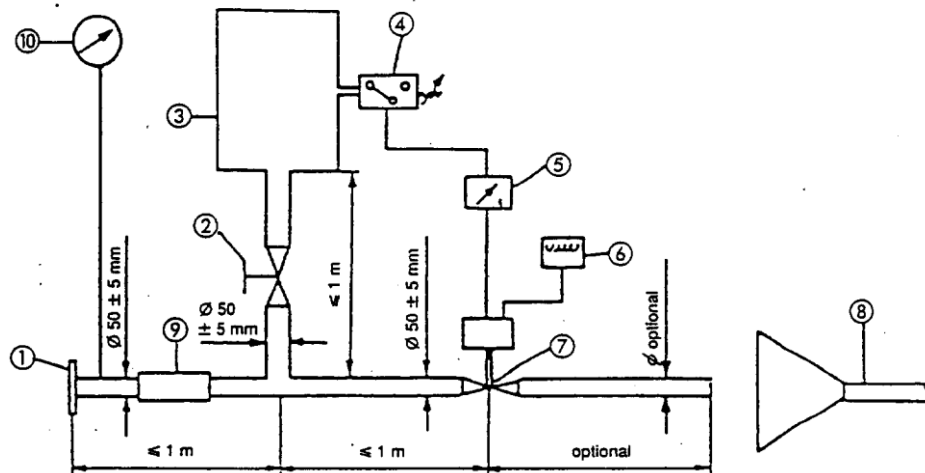 ⑩
④
③
⑤
②
⑥
Ø 50 ± 5 mm
Ø 50
± 5 mm
≤ 1 m
Ø 50 ± 5 mm
⑦
Ø optional
⑧
①
⑨
≤ 1 m
≤ 1 m
optional